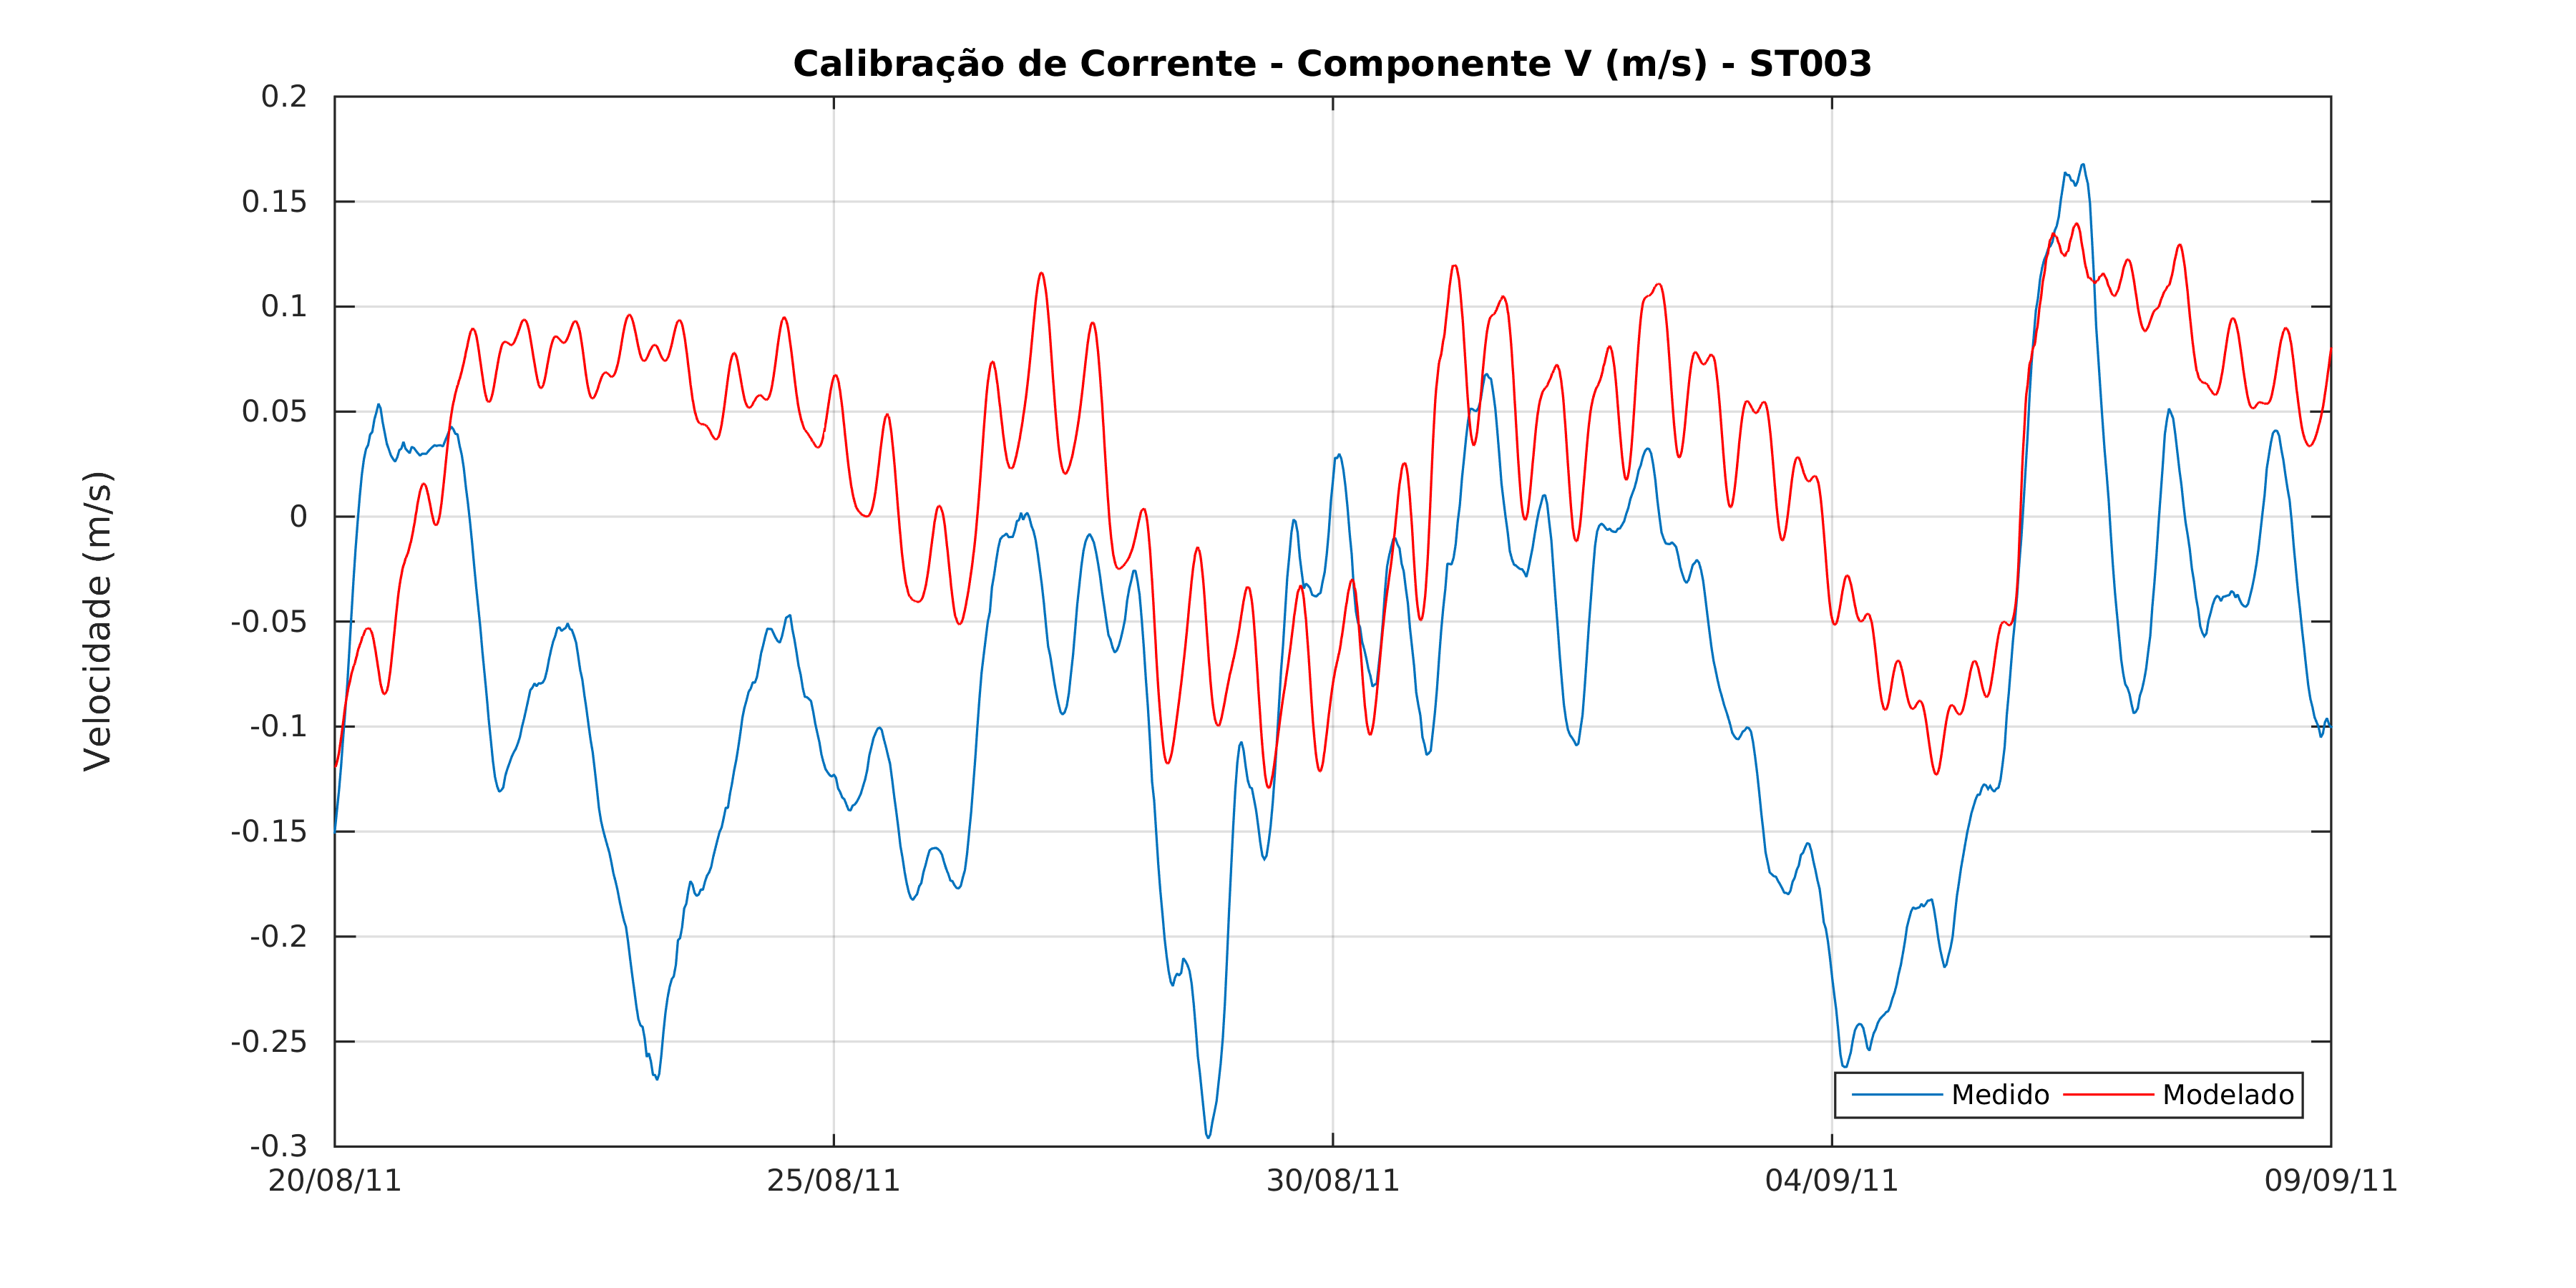 Calibração de Corrente - Componente V (m/s) - ST003
Velocidade (m/s)
0.2
0.15
0.1
0.05
0
-0.05
-0.1
-0.15
-0.2
-0.25
-0.3
20/08/11 25/08/11 30/08/11 04/09/11 09/09/11
Medido Modelado